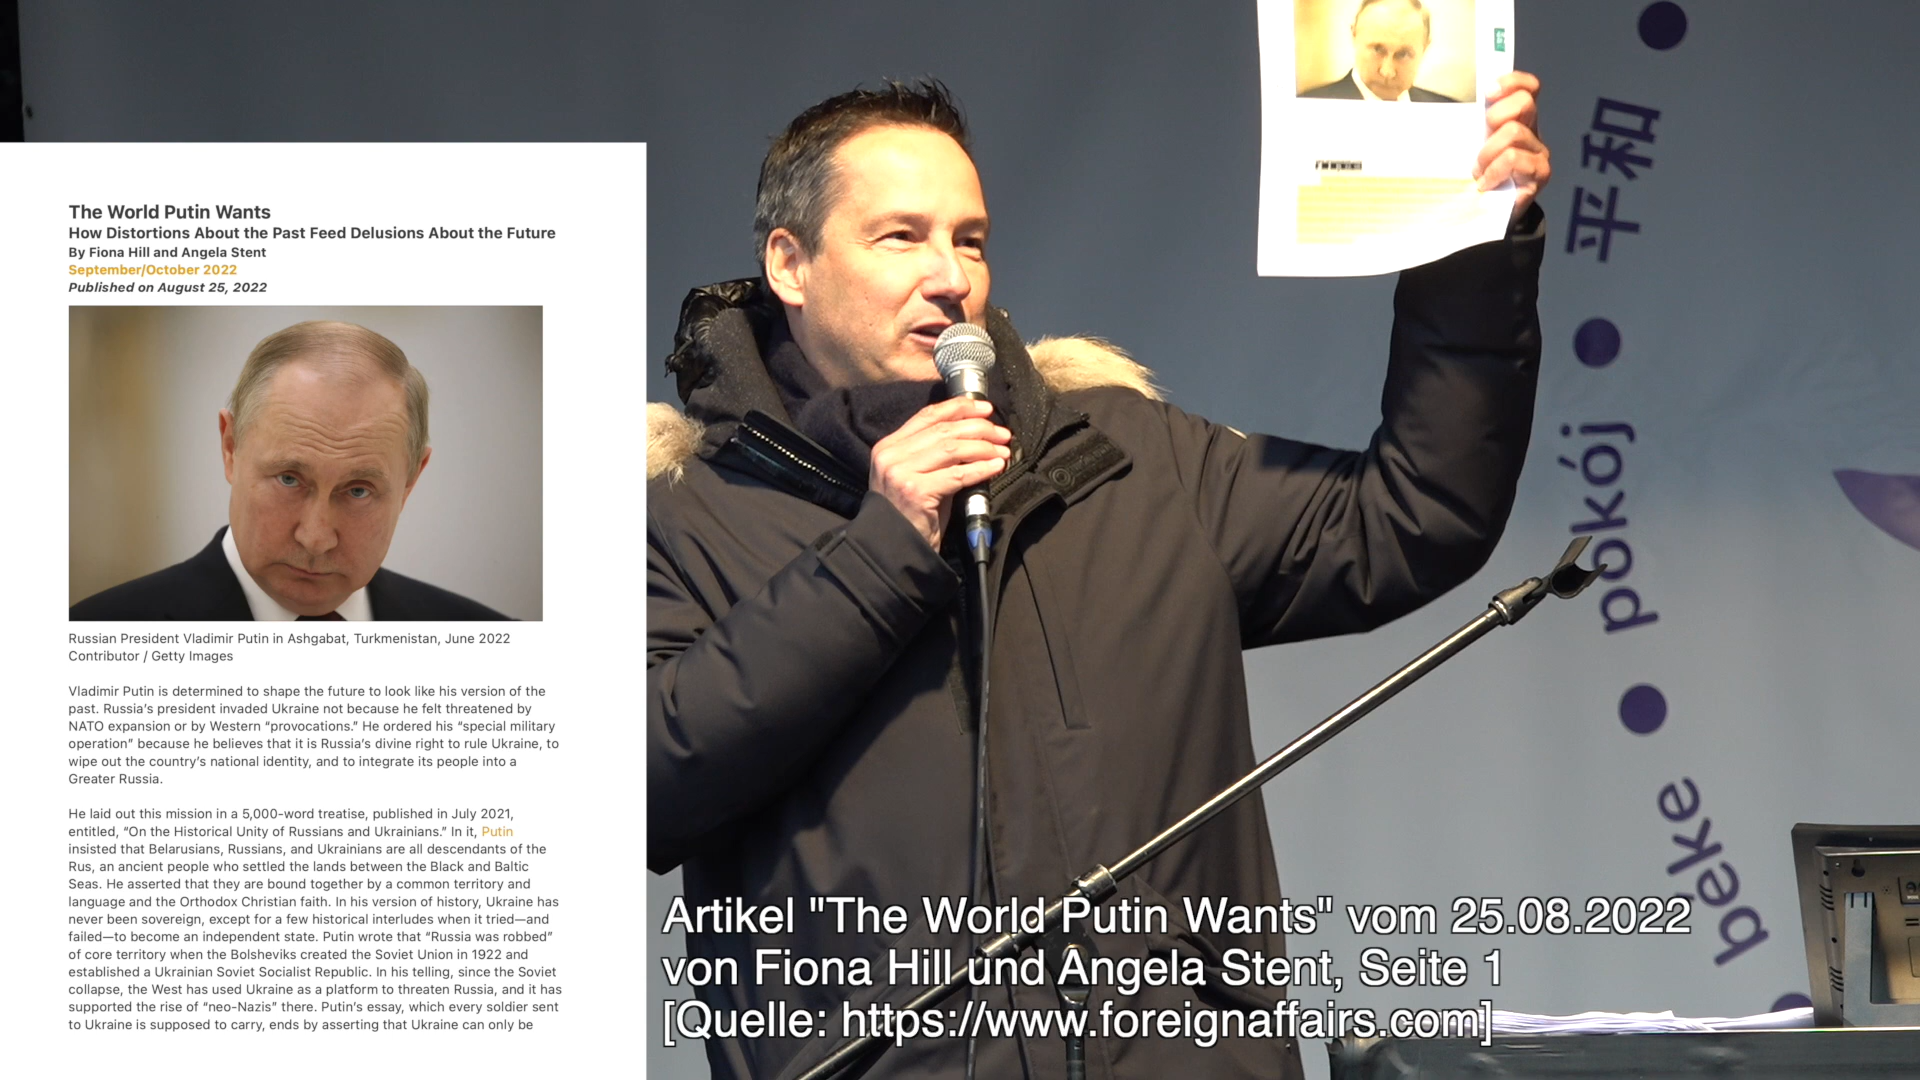 The World Putin Wants
How Distortions About the Past Feed Delusions About the Future
By Fiona Hill and Angela Stent
September/October 2022
Published on August 25, 2022
Russian President Vladimir Putin in Ashgabat, Turkmenistan, June 2022
Contributor / Getty Images
Vladimir Putin is determined to shape the future to look like his version of the
past. Russia’s president invaded Ukraine not because he felt threatened by
NATO expansion or by Western “provocations.” He ordered his “special military
operation” because he believes that it is Russia’s divine right to rule Ukraine, to
wipe out the country’s national identity, and to integrate its people into a
Greater Russia.
He laid out this mission in a 5,000-word treatise, published in July 2021,
entitled, “On the Historical Unity of Russians and Ukrainians.” In it, Putin
insisted that Belarusians, Russians, and Ukrainians are all descendants of the
Rus, an ancient people who settled the lands between the Black and Baltic
Seas. He asserted that they are bound together by a common territory and
language and the Orthodox Christian faith. In his version of history, Ukraine has
never been sovereign, except for a few historical interludes when it tried—and
failed—to become an independent state. Putin wrote that “Russia was robbed”
of core territory when the Bolsheviks created the Soviet Union in 1922 and
established a Ukrainian Soviet Socialist Republic. In his telling, since the Soviet
collapse, the West has used Ukraine as a platform to threaten Russia, and it has
supported the rise of “neo-Nazis” there. Putin’s essay, which every soldier sent
to Ukraine is supposed to carry, ends by asserting that Ukraine can only be
平和
pokój
béke
Artikel "The World Putin Wants" vom 25.08.2022
von Fiona Hill und Angela Stent, Seite 1
[Quelle: https://www.foreignaffairs.com]